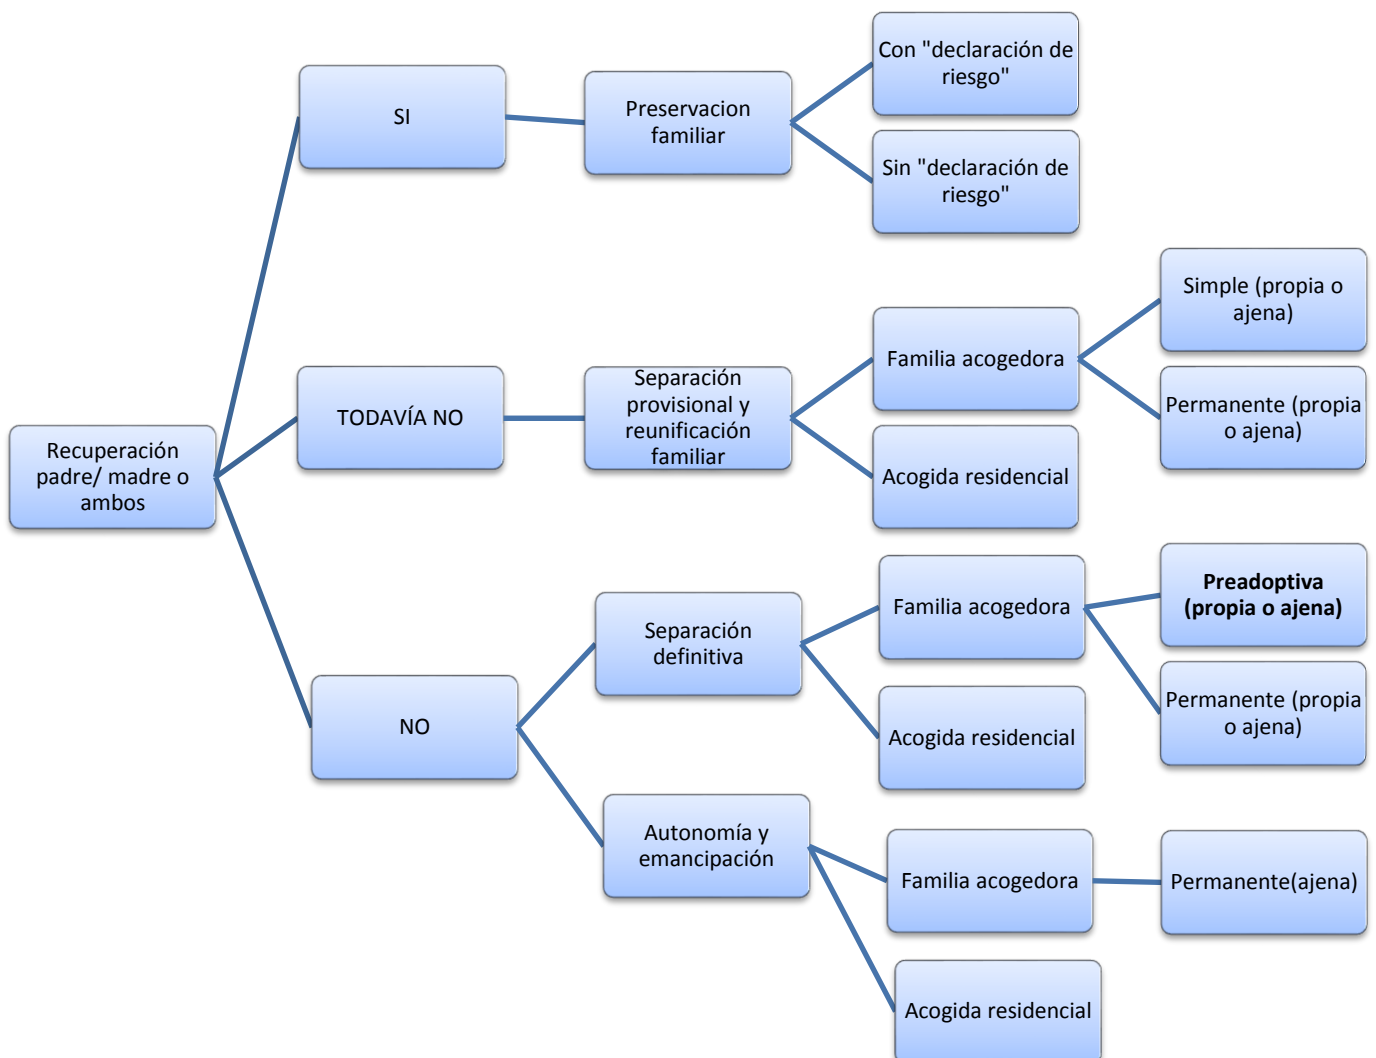 Recuperación
padre/ madre o
ambos
SI
Preservacion
familiar
Con "declaración de
riesgo"
Sin "declaración de
riesgo"
TODAVÍA NO
Separación
provisional y
reunificación
familiar
Familia acogedora
Simple (propia o
ajena)
Permanente (propia
o ajena)
Acogida residencial
NO
Separación
definitiva
Familia acogedora
Preadoptiva
(propia o ajena)
Permanente (propia
o ajena)
Acogida residencial
Autonomía y
emancipación
Familia acogedora
Permanente(ajena)
Acogida residencial